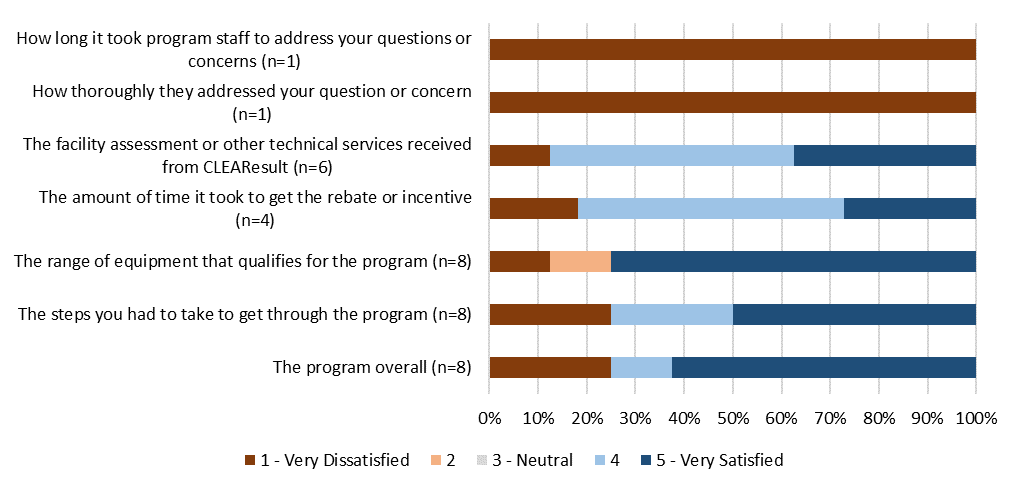 How long it took program staff to address your questions or
concerns (n=1)
How thoroughly they addressed your question or concern
(n=1)
The facility assessment or other technical services received
from CLEAResult (n=6)
The amount of time it took to get the rebate or incentive
(n=4)
The range of equipment that qualifies for the program (n=8)
The steps you had to take to get through the program (n=8)
The program overall (n=8)
0% 10% 20% 30% 40% 50% 60% 70% 80% 90% 100%
1 - Very Dissatisfied 2 3 - Neutral 4 5 - Very Satisfied